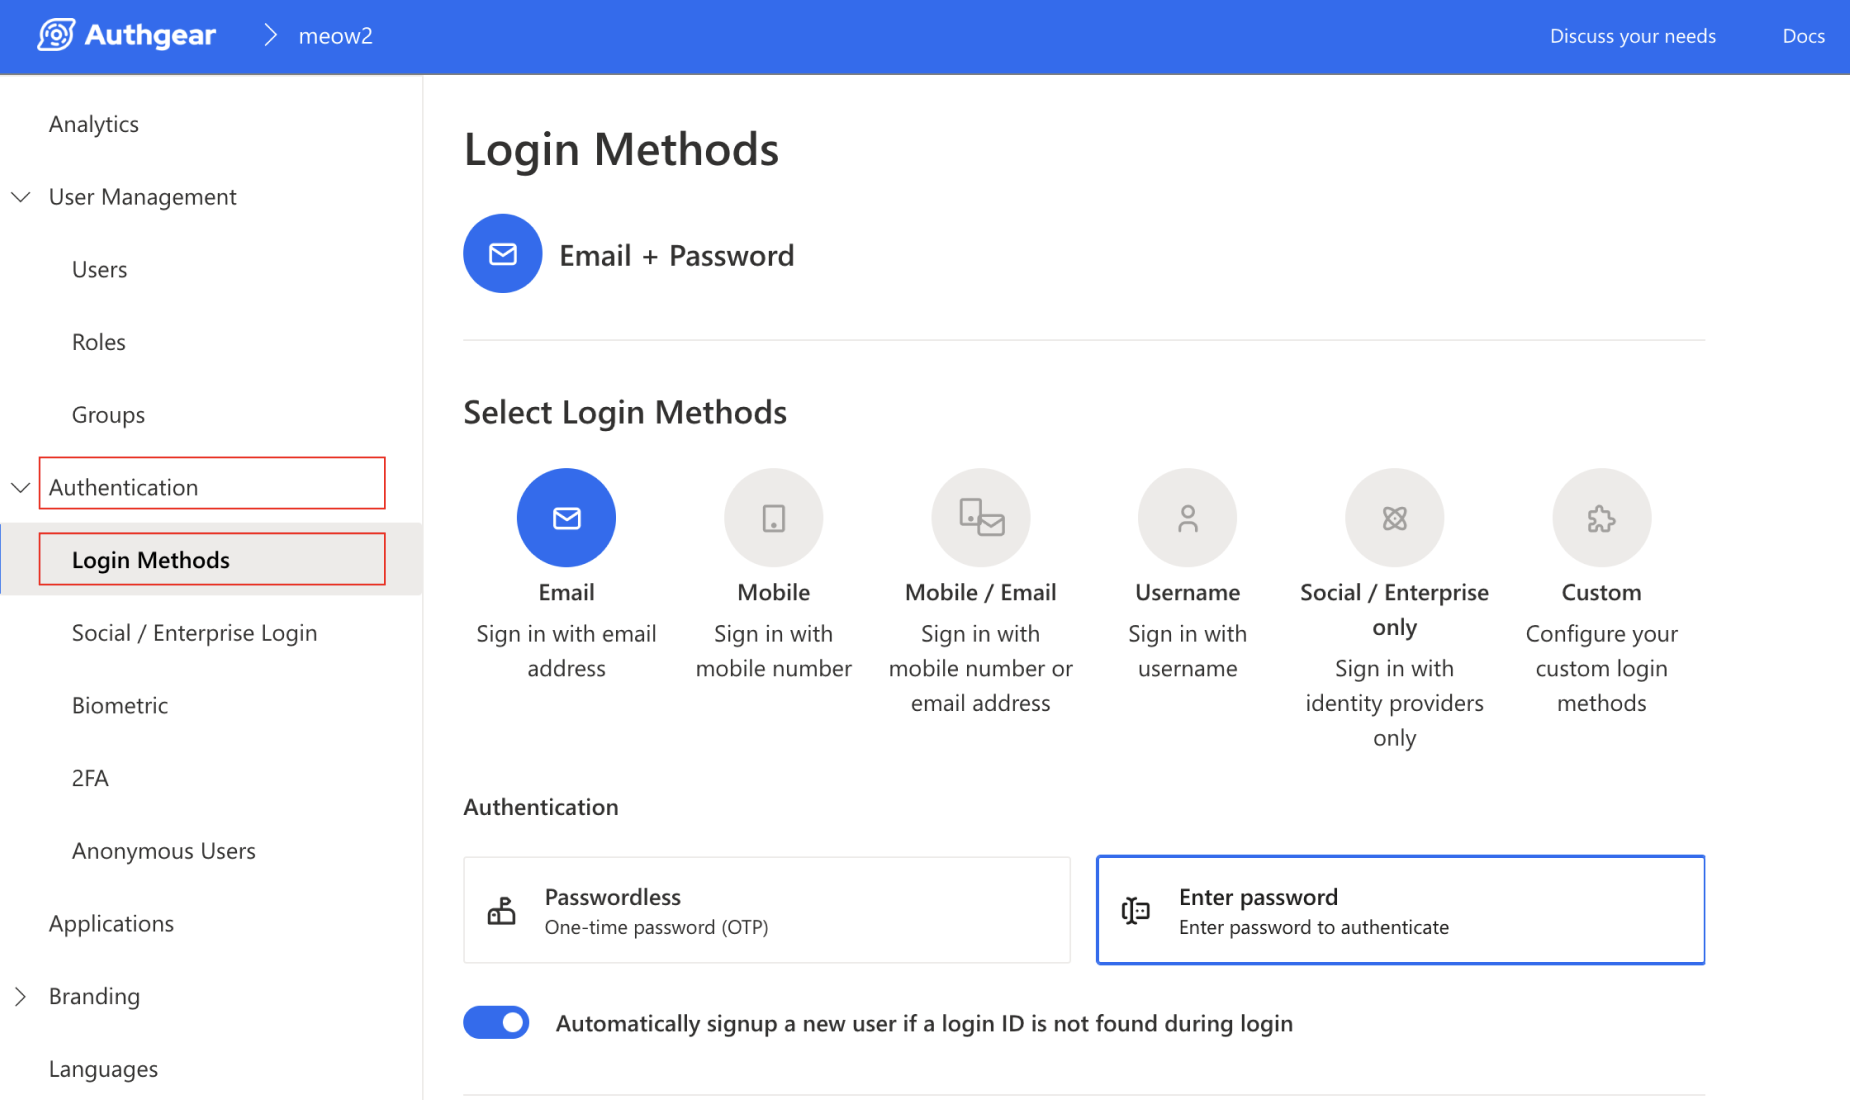 Authgear
meow2
Discuss your needs
Docs
Analytics
User Management
Users
Roles
Groups
Authentication
Login Methods
Social / Enterprise Login
Biometric
2FA
Anonymous Users
Applications
Branding
Languages
Login Methods
Email + Password
Select Login Methods
Email
Sign in with email
address
Mobile
Sign in with
mobile number
Mobile / Email
Sign in with
mobile number or
email address
Username
Sign in with
username
Social / Enterprise
only
Sign in with
identity providers
only
Custom
Configure your
custom login
methods
Authentication
Passwordless
One-time password (OTP)
Enter password
Enter password to authenticate
Automatically signup a new user if a login ID is not found during login